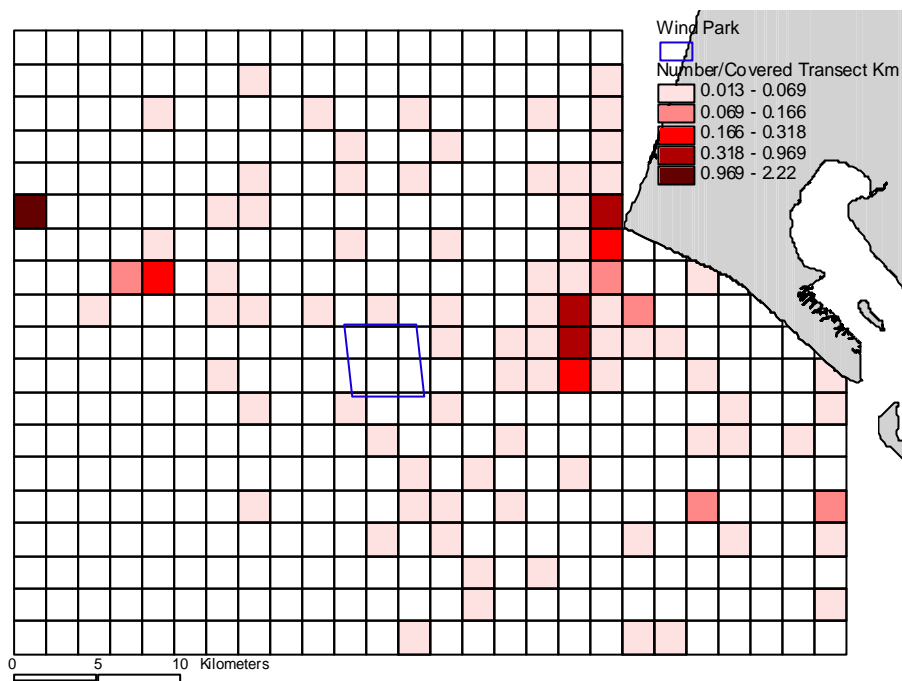 Wind Park
Number/Covered Transect Km
0.013 - 0.069
0.069 - 0.166
0.166 - 0.318
0.318 - 0.969
0.969 - 2.22
0 5 10 Kilometers